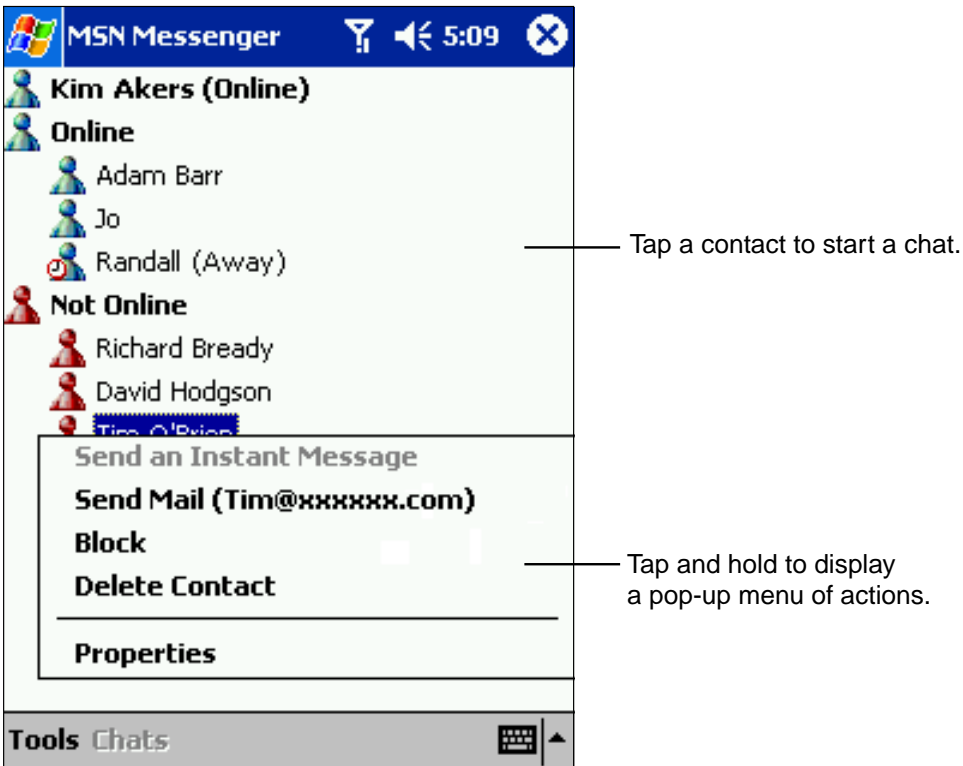 MSN Messenger 5:09
Kim Akers (Online)
Online
Adam Barr
Jo
Randall (Away)
Tap a contact to start a chat.
Not Online
Richard Bready
David Hodgson
Tim O'Brien
Send an Instant Message
Send Mail (Tim@xxxxxx.com)
Block
Delete Contact
Tap and hold to display
a pop-up menu of actions.
Properties
Tools Chats